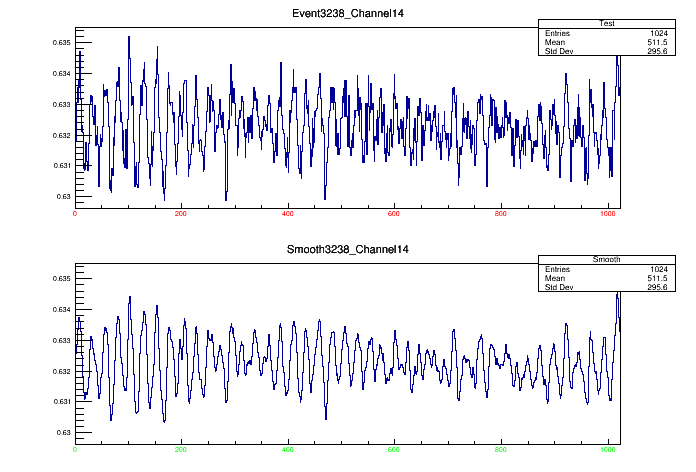 Event3238_Channel14
Test
Entries 1024
Mean 511.5
Std Dev 295.6
0.635
0.634
0.633
0.632
0.631
0.63
0 200 400 600 800 1000
Smooth3238_Channel14
Smooth
Entries 1024
Mean 511.5
Std Dev 295.6
0.635
0.634
0.633
0.632
0.631
0.63
0 200 400 600 800 1000